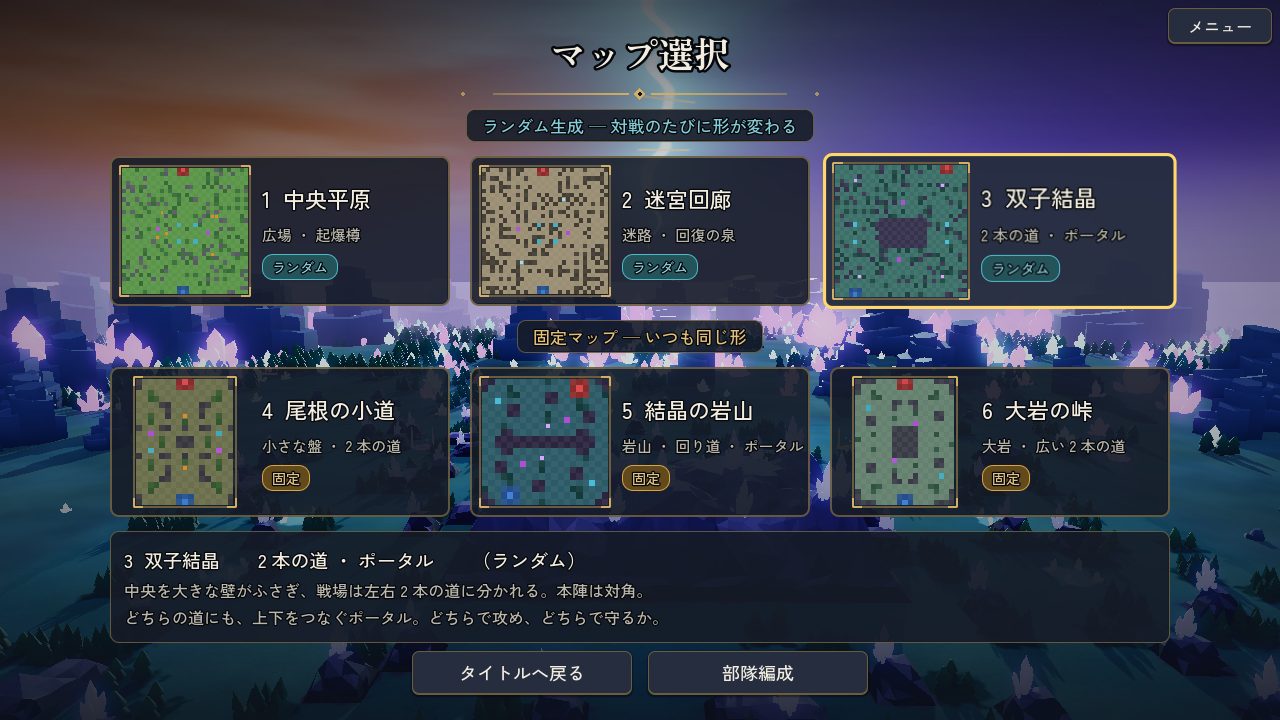 メニュー
マップ選択
ランダム生成 ― 対戦のたびに形が変わる
1 中央平原
広場 ・ 起爆樽
ランダム
2 迷宮回廊
迷路 ・ 回復の泉
ランダム
3 双子結晶
2 本の道 ・ ポータル
ランダム
固定マップ ― いつも同じ形
4 尾根の小道
小さな盤 ・ 2 本の道
固定
5 結晶の岩山
岩山 ・ 回り道 ・ ポータル
固定
6 大岩の峠
大岩 ・ 広い 2 本の道
固定
3 双子結晶 2 本の道 ・ ポータル （ランダム）
中央を大きな壁がふさぎ、戦場は左右 2 本の道に分かれる。本陣は対角。
どちらの道にも、上下をつなぐポータル。どちらで攻め、どちらで守るか。
タイトルへ戻る
部隊編成